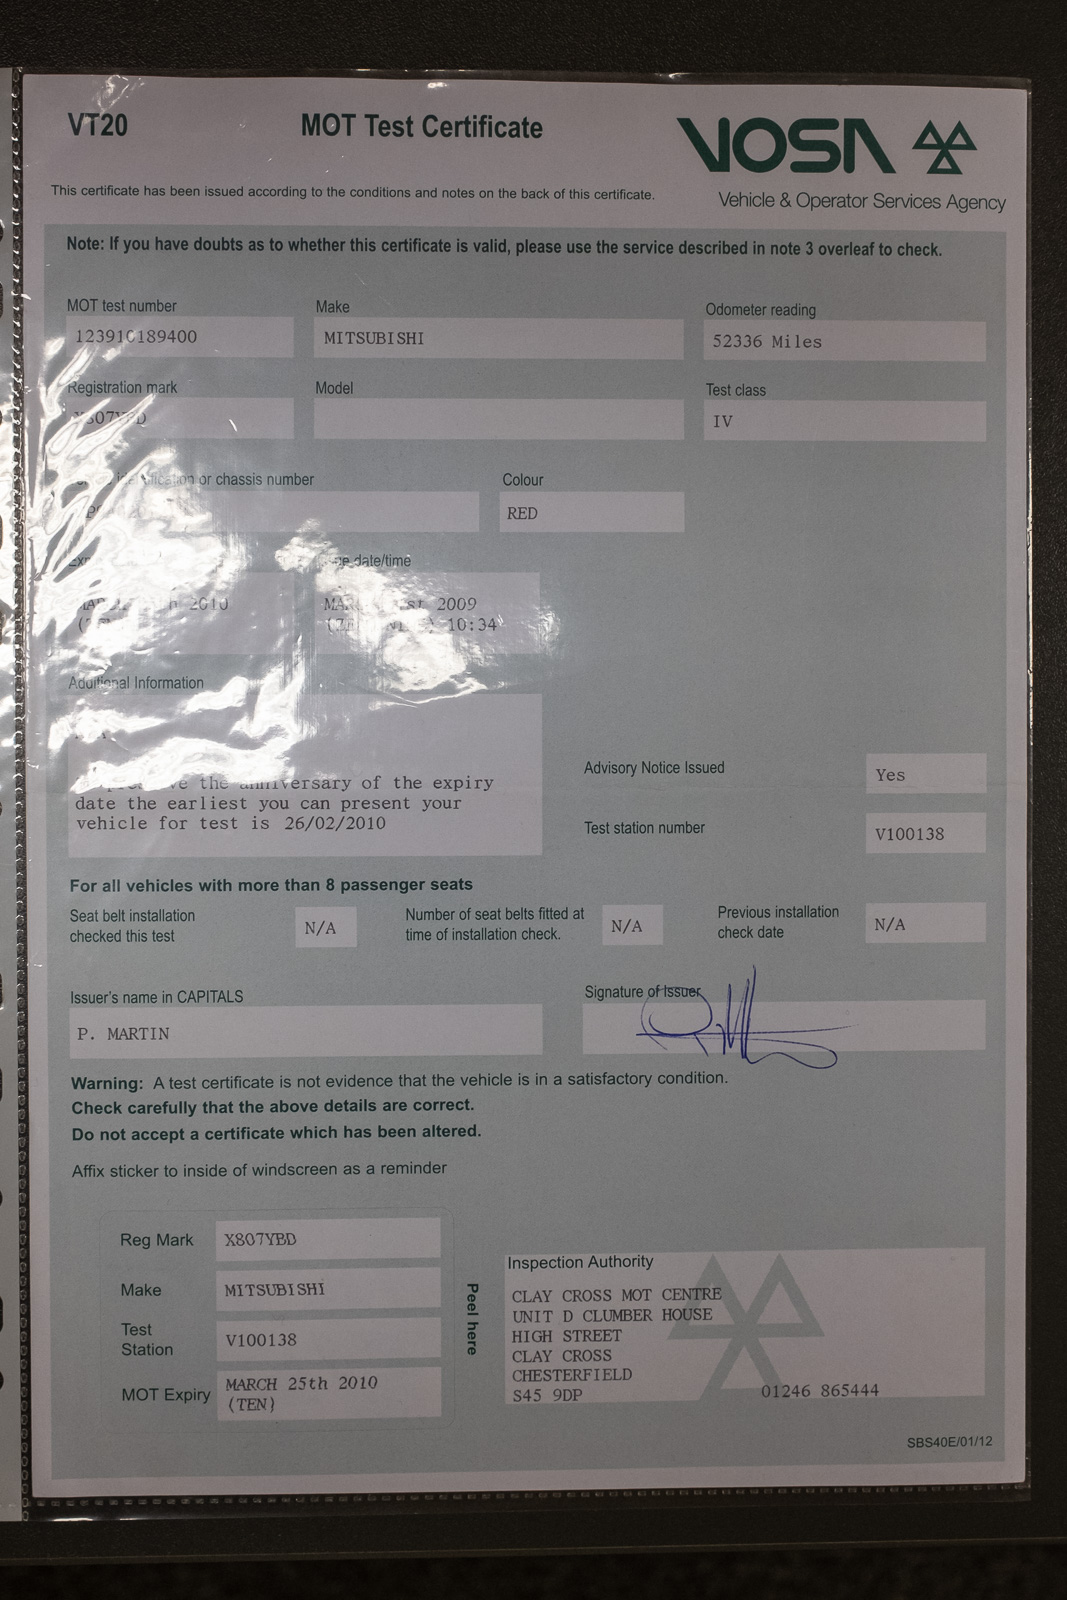 VT20
MOT Test Certificate
VOSA
This certificate has been issued according to the conditions and notes on the back of this certificate.
Vehicle & Operator Services Agency
Note: If you have doubts as to whether this certificate is valid, please use the service described in note 3 overleaf to check.
MOT test number
Make
Odometer reading
123910189400
MITSUBISHI
52336 Miles
Registration mark
Model
Test class
X807YBD
IV
identification or chassis number
Colour
RED
date/time
2010
2009
10:34
Additional Information
the anniversary of the expiry
date the earliest you can present your
vehicle for test is 26/02/2010
Advisory Notice Issued
Yes
Test station number
V100138
For all vehicles with more than 8 passenger seats
Seat belt installation
checked this test
N/A
Number of seat belts fitted at
time of installation check.
N/A
Previous installation
check date
N/A
Issuer's name in CAPITALS
Signature of Issuer
P. MARTIN
Warning: A test certificate is not evidence that the vehicle is in a satisfactory condition.
Check carefully that the above details are correct.
Do not accept a certificate which has been altered.
Affix sticker to inside of windscreen as a reminder
Reg Mark
X807YBD
Make
MITSUBISHI
Test
Station
V100138
MOT Expiry
MARCH 25th 2010
(TEN)
Peel here
Inspection Authority
CLAY CROSS MOT CENTRE
UNIT D CLUMBER HOUSE
HIGH STREET
CLAY CROSS
CHESTERFIELD
S45 9DP
01246 865444
SBS40E/01/12